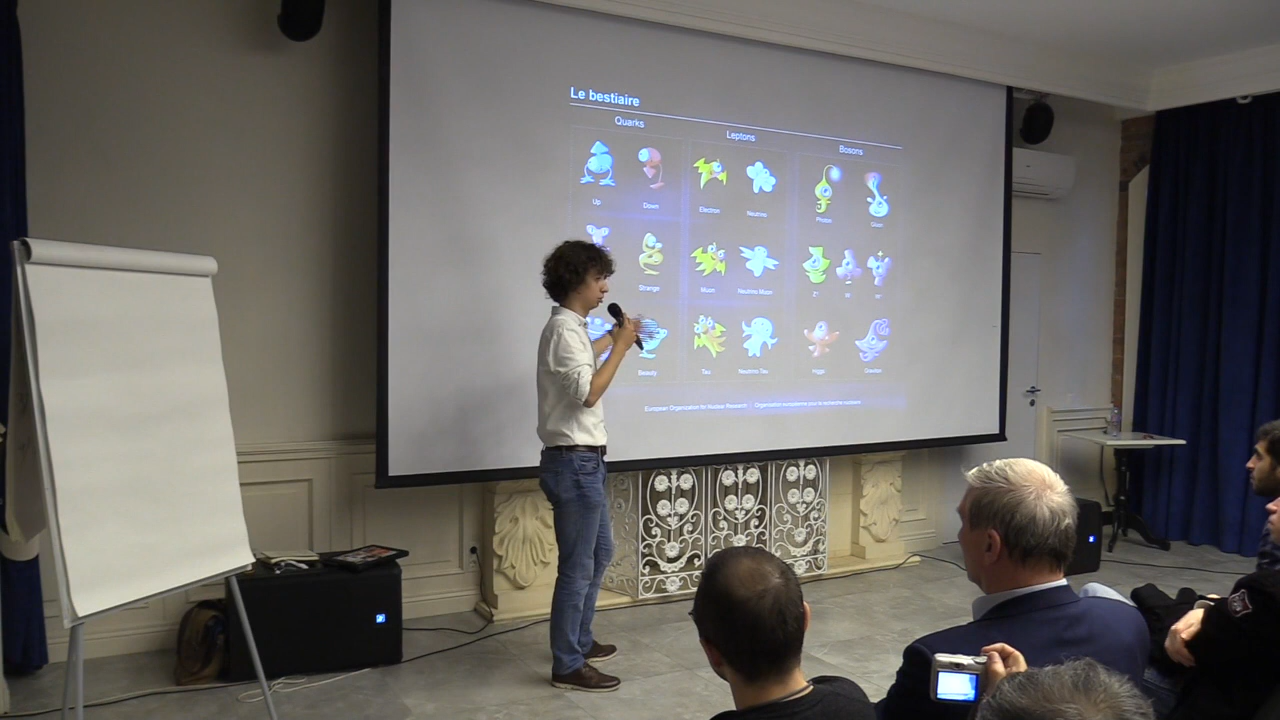 Le bestiaire
Quarks
Leptons
Bosons
Up
Down
Electron
Neutrino
Photon
Gluon
Strange
Muon
Neutrino Muon
Z°
W⁻
W⁺
Beauty
Tau
Neutrino Tau
Higgs
Graviton
European Organization for Nuclear Research | Organisation européenne pour la recherche nucléaire